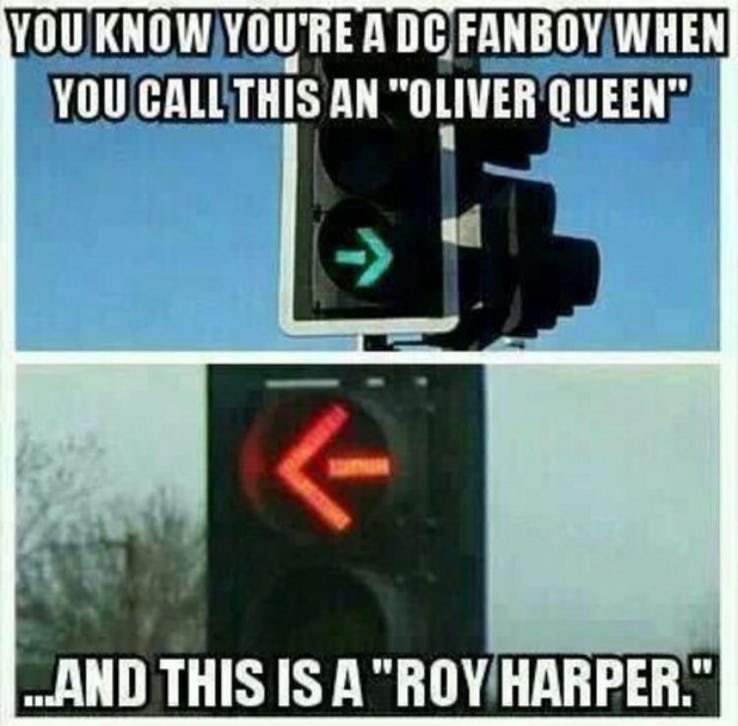 YOU KNOW YOU'RE A DC FANBOY WHEN
YOU CALL THIS AN "OLIVER QUEEN"
...AND THIS IS A "ROY HARPER."